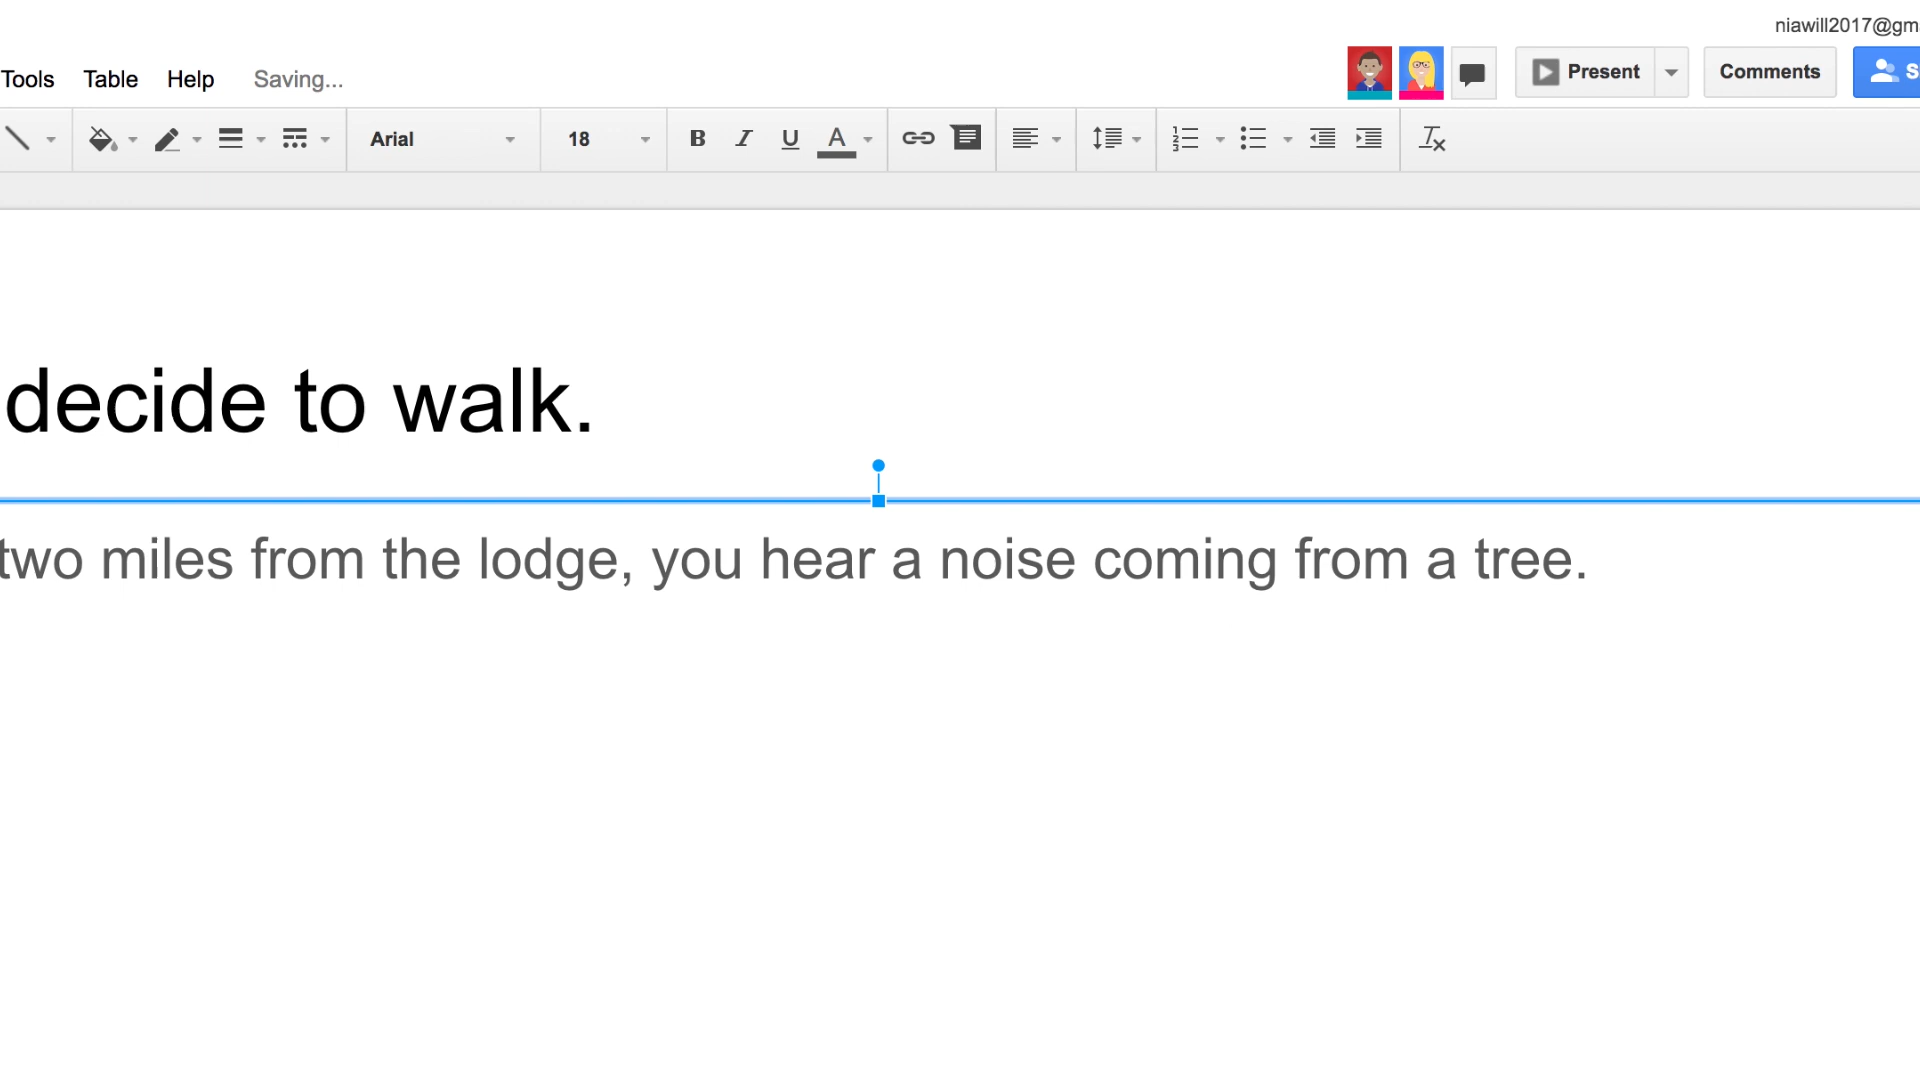 niawill2017@gm
Tools Table Help Saving...
Present Comments S
Arial 18 B I U A
decide to walk.
two miles from the lodge, you hear a noise coming from a tree.